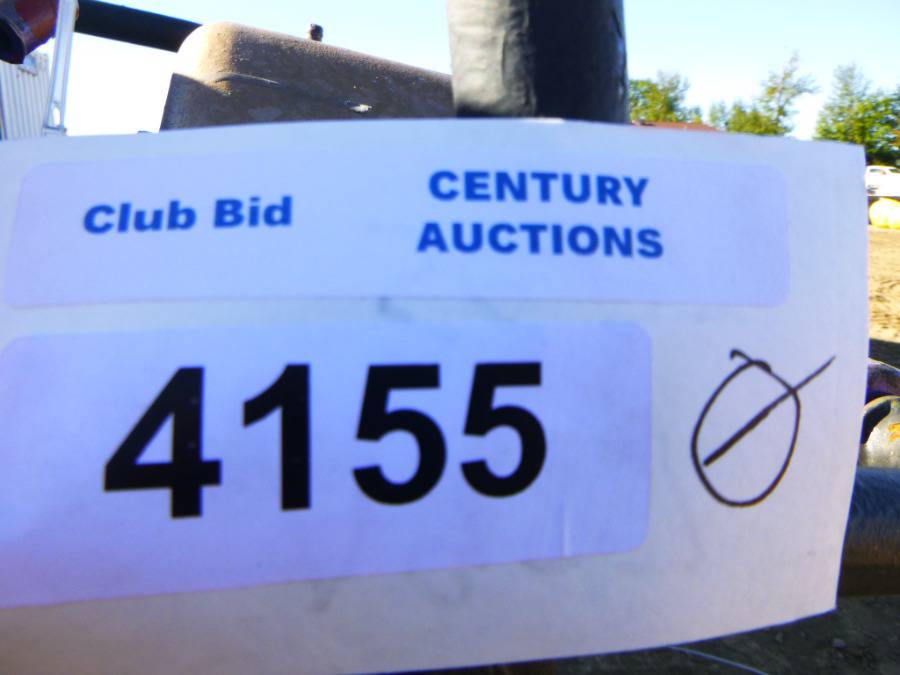 Club Bid
CENTURY
AUCTIONS
4155
Ø